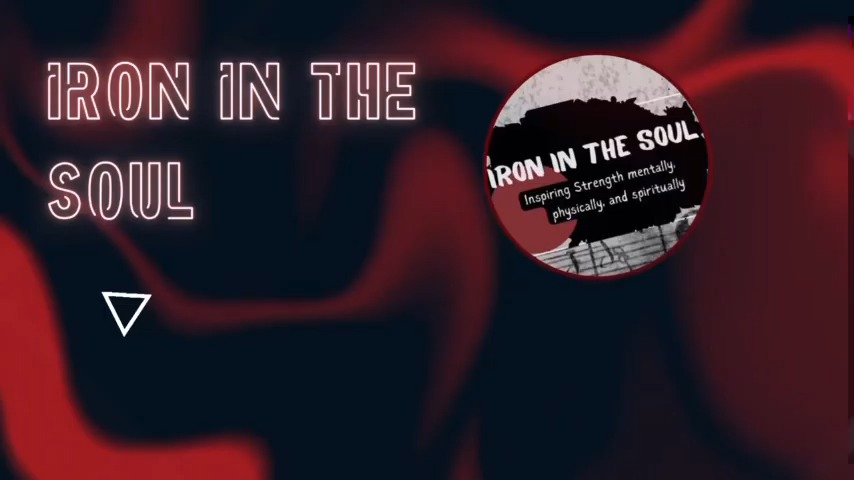 IRON IN THE
SOUL
IRON IN THE SOUL
Inspiring Strength mentally,
physically, and spiritually